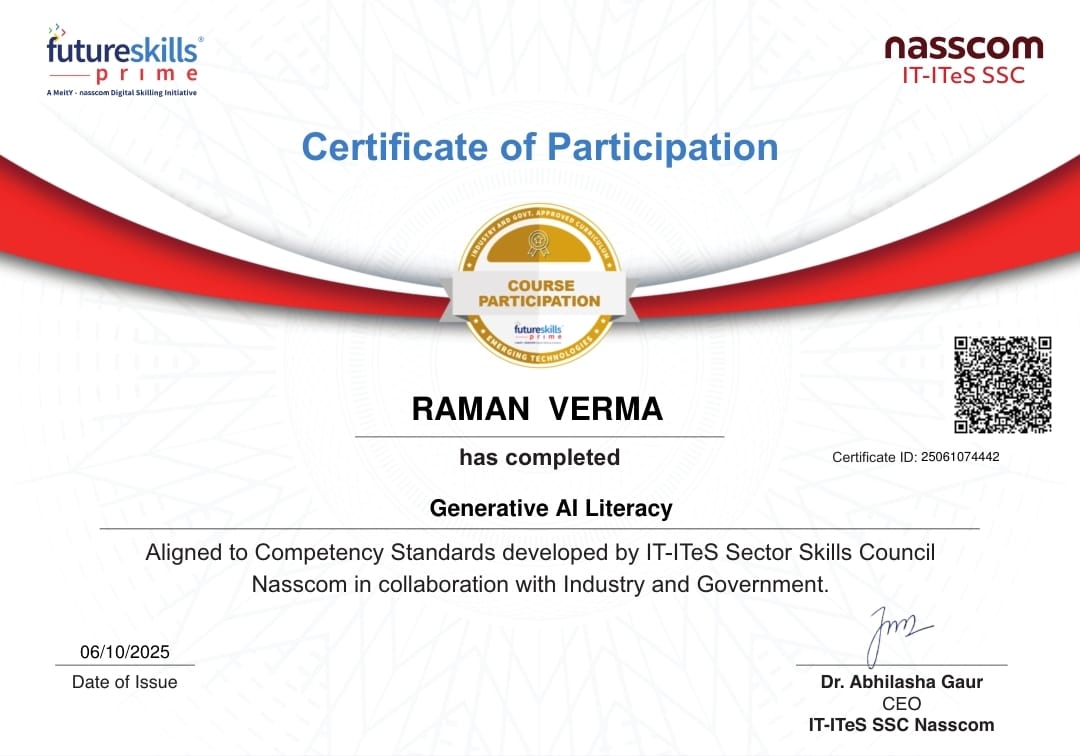 futureskills®
prime
A MeitY - nasscom Digital Skilling Initiative
nasscom
IT-ITeS SSC
Certificate of Participation
INDUSTRY AND GOVT. APPROVED CURRICULUM
COURSE
PARTICIPATION
futureskills
prime
EMERGING TECHNOLOGIES
RAMAN VERMA
has completed
Certificate ID: 25061074442
Generative AI Literacy
Aligned to Competency Standards developed by IT-ITeS Sector Skills Council
Nasscom in collaboration with Industry and Government.
06/10/2025
Date of Issue
Dr. Abhilasha Gaur
CEO
IT-ITeS SSC Nasscom